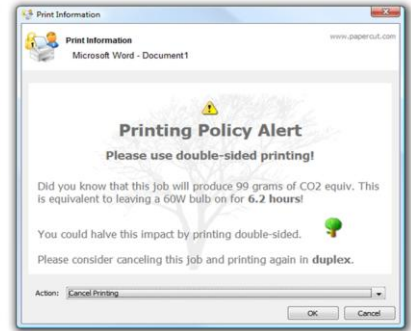 Print Information
Print Information
www.papercut.com
Microsoft Word - Document1
Printing Policy Alert
Please use double-sided printing!
Did you know that this job will produce 99 grams of CO2 equiv. This
is equivalent to leaving a 60W bulb on for 6.2 hours!
You could halve this impact by printing double-sided.
Please consider canceling this job and printing again in duplex.
Action: Cancel Printing
OK Cancel